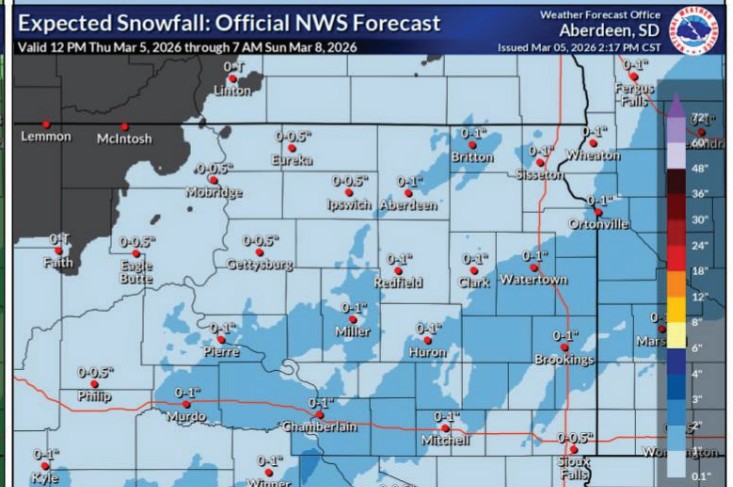 Expected Snowfall: Official NWS Forecast
Valid 12 PM Thu Mar 5, 2026 through 7 AM Sun Mar 8, 2026
Weather Forecast Office
Aberdeen, SD
Issued Mar 05, 2026 2:17 PM CST
0-T
Linton
0-1"
Fergus
Falls
Lemmon
McIntosh
0-0.5"
Eureka
0-1"
Britton
0-1"
Wheaton
0-1"
Sisseton
0-0.5"
Mobridge
0-0.5"
Ipswich
0-1"
Aberdeen
0-1"
Ortonville
0-T
Faith
0-0.5"
Eagle
Butte
0-0.5"
Gettysburg
0-1"
Redfield
0-1"
Clark
0-1"
Watertown
0-1"
Miller
0-1"
Pierre
0-1"
Huron
0-1"
Brookings
0-0.5"
Philip
0-1"
Murdo
0-1"
Chamberlain
0-1"
Mitchell
0-0.5"
Sioux
Falls
0-1"
Kyle
0-1"
Winner
72"
60"
48"
36"
30"
24"
18"
12"
8"
6"
4"
3"
2"
1"
0.1"